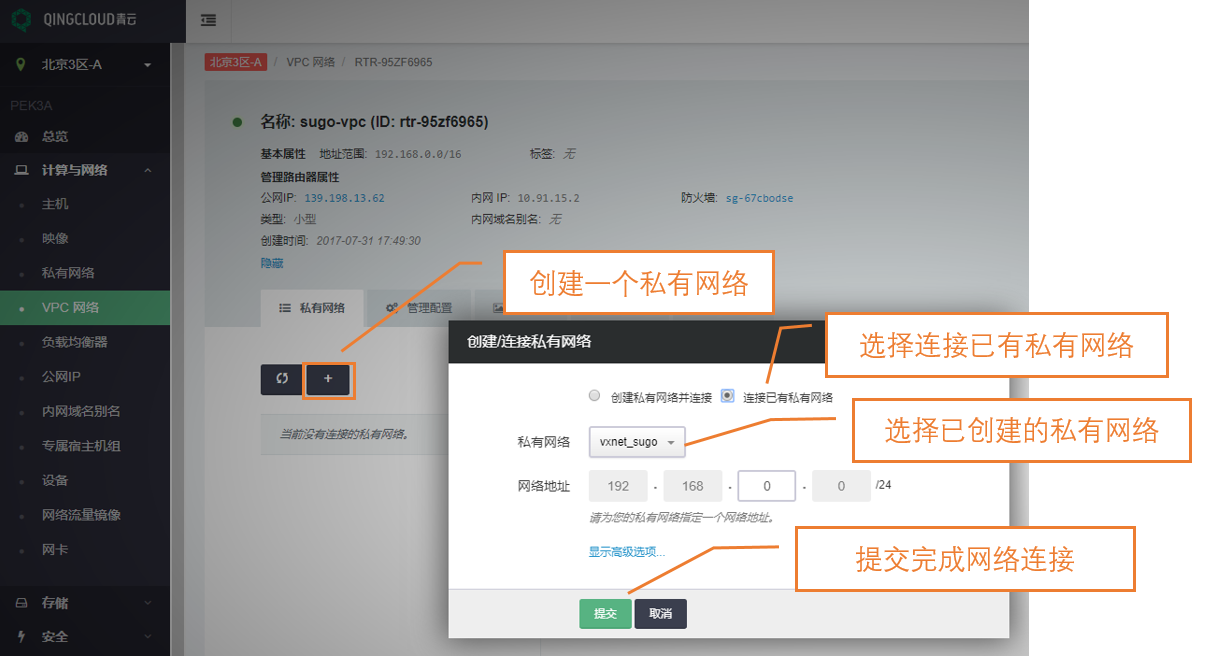 QINGCLOUD青云
北京3区-A
PEK3A
总览
计算与网络
主机
映像
私有网络
VPC 网络
负载均衡器
公网IP
内网域名别名
专属宿主机组
设备
网络流量镜像
网卡
存储
安全
北京3区-A / VPC 网络 / RTR-95ZF6965
名称: sugo-vpc (ID: rtr-95zf6965)
基本属性 地址范围: 192.168.0.0/16 标签: 无
管理路由器属性
公网IP: 139.198.13.62 内网 IP: 10.91.15.2 防火墙: sg-67cbodse
类型: 小型 内网域名别名: 无
创建时间: 2017-07-31 17:49:30
隐藏
创建一个私有网络
私有网络 管理配置
+
当前没有连接的私有网络。
创建/连接私有网络
选择连接已有私有网络
创建私有网络并连接 连接已有私有网络
私有网络 vxnet_sugo
选择已创建的私有网络
网络地址 192 . 168 . 0 . 0 /24
请为您的私有网络指定一个网络地址。
显示高级选项...
提交完成网络连接
提交 取消